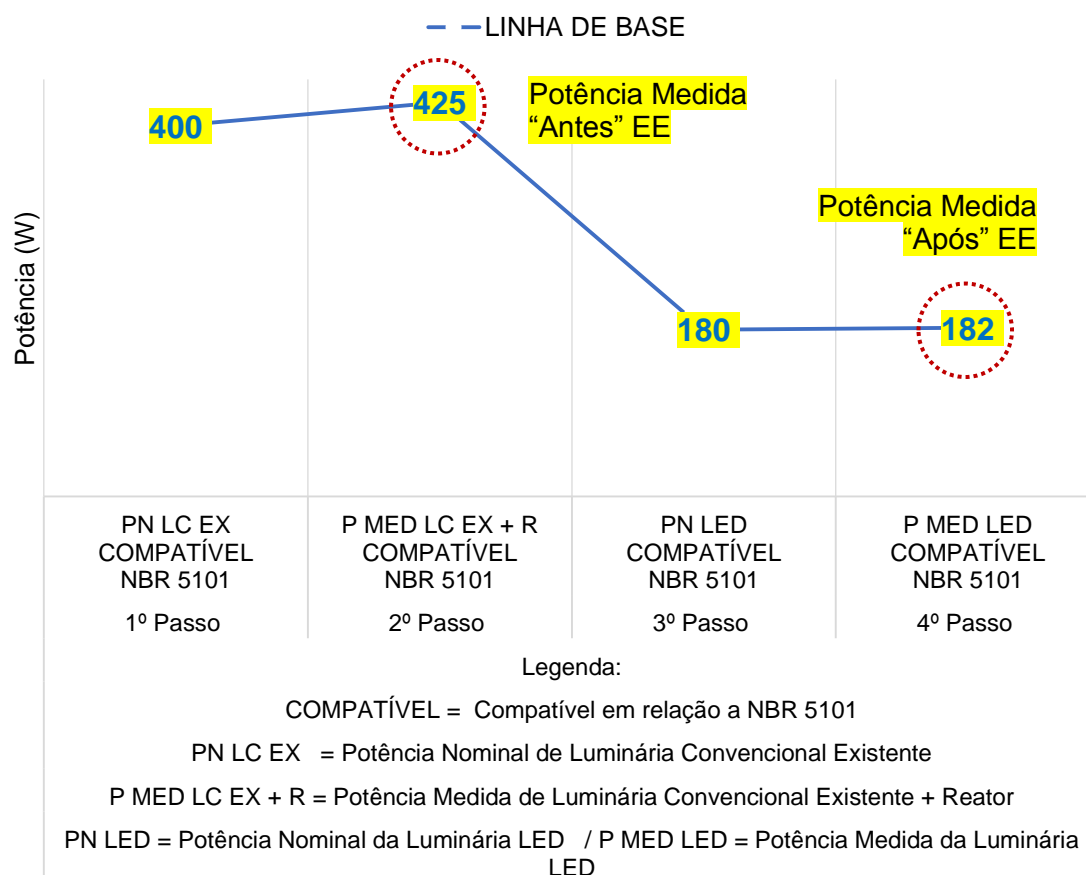 LINHA DE BASE
Potência (W)
400
425
Potência Medida
“Antes” EE
180
Potência Medida
“Após” EE
182
PN LC EX
COMPATÍVEL
NBR 5101
1º Passo
P MED LC EX + R
COMPATÍVEL
NBR 5101
2º Passo
PN LED
COMPATÍVEL
NBR 5101
3º Passo
P MED LED
COMPATÍVEL
NBR 5101
4º Passo
Legenda:
COMPATÍVEL = Compatível em relação a NBR 5101
PN LC EX = Potência Nominal de Luminária Convencional Existente
P MED LC EX + R = Potência Medida de Luminária Convencional Existente + Reator
PN LED = Potência Nominal da Luminária LED / P MED LED = Potência Medida da Luminária
LED